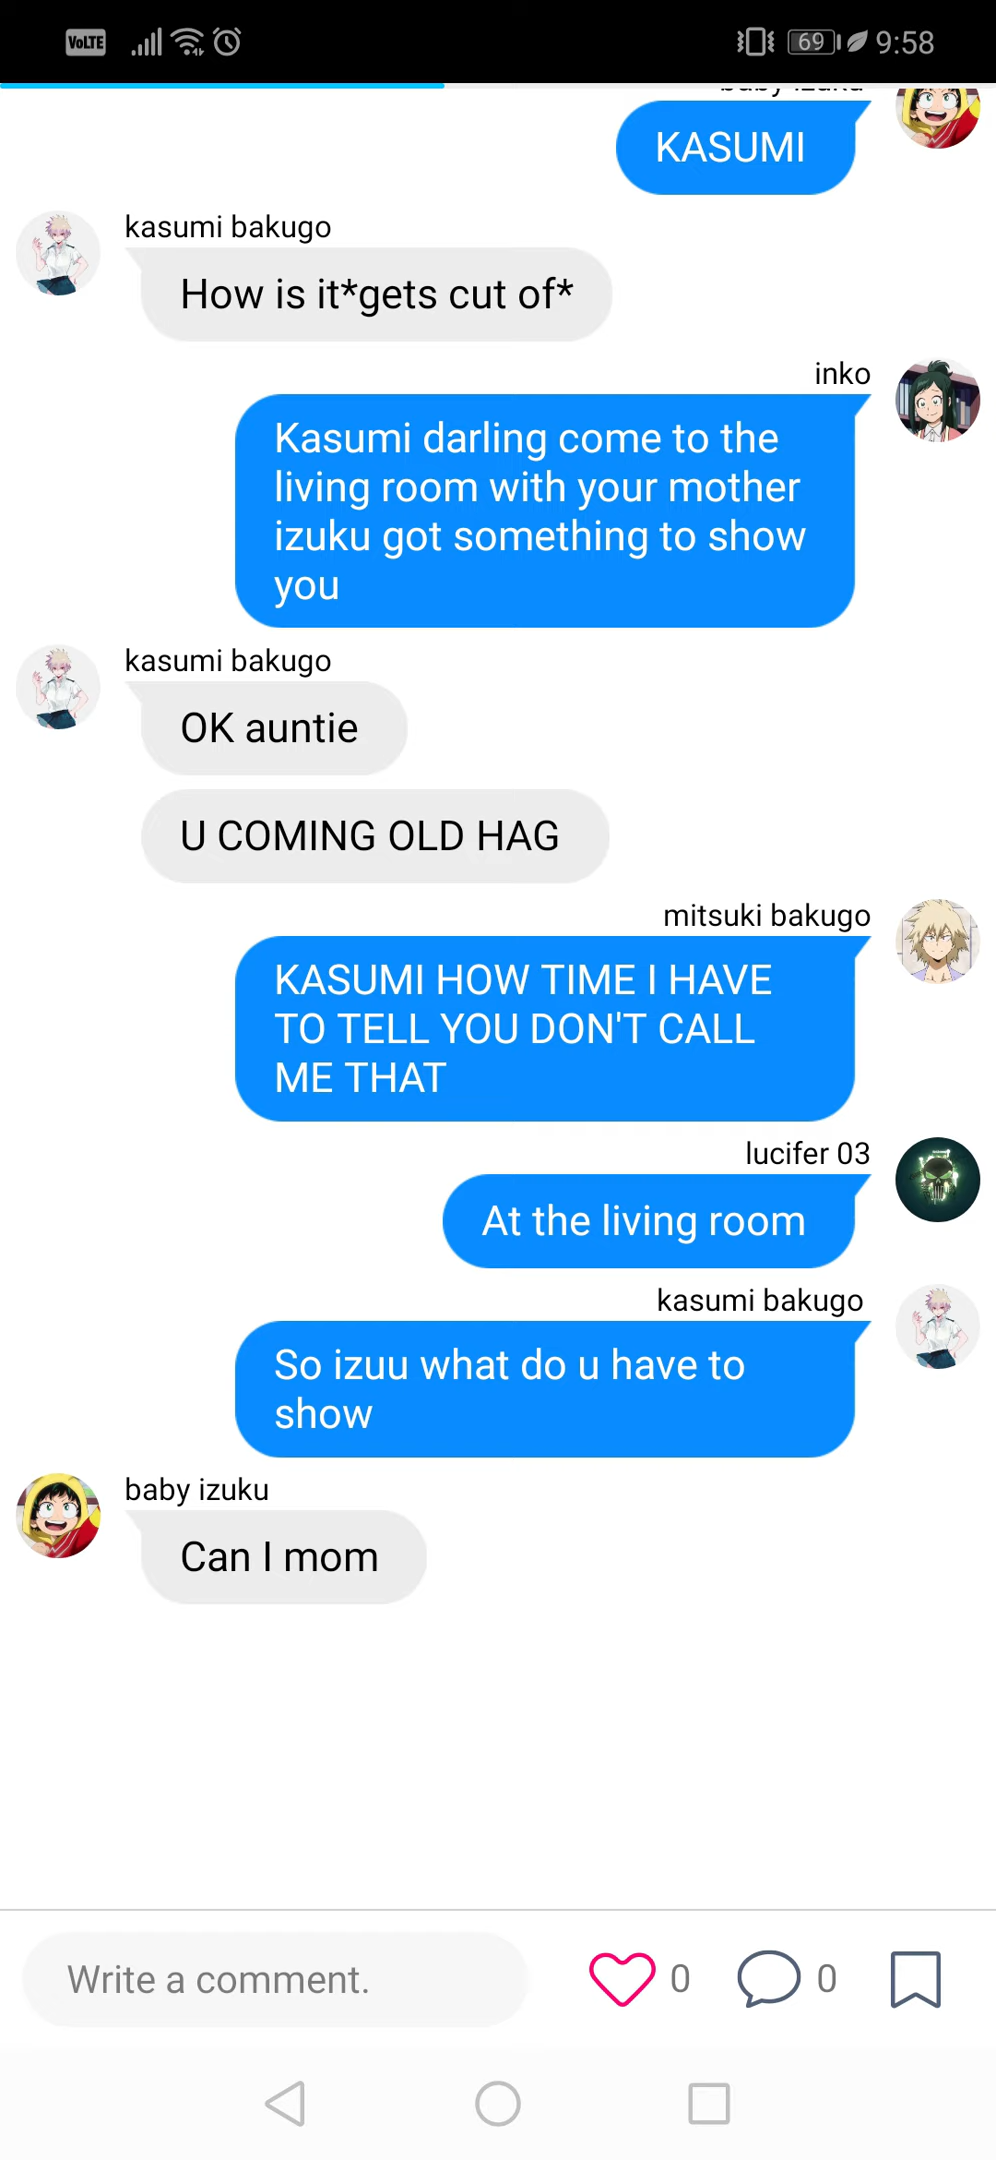 VoLTE
69
9:58
baby izuku
KASUMI
kasumi bakugo
How is it*gets cut of*
inko
Kasumi darling come to the
living room with your mother
izuku got something to show
you
kasumi bakugo
OK auntie
U COMING OLD HAG
mitsuki bakugo
KASUMI HOW TIME I HAVE
TO TELL YOU DON'T CALL
ME THAT
lucifer 03
At the living room
kasumi bakugo
So izuu what do u have to
show
baby izuku
Can I mom
Write a comment.
0
0